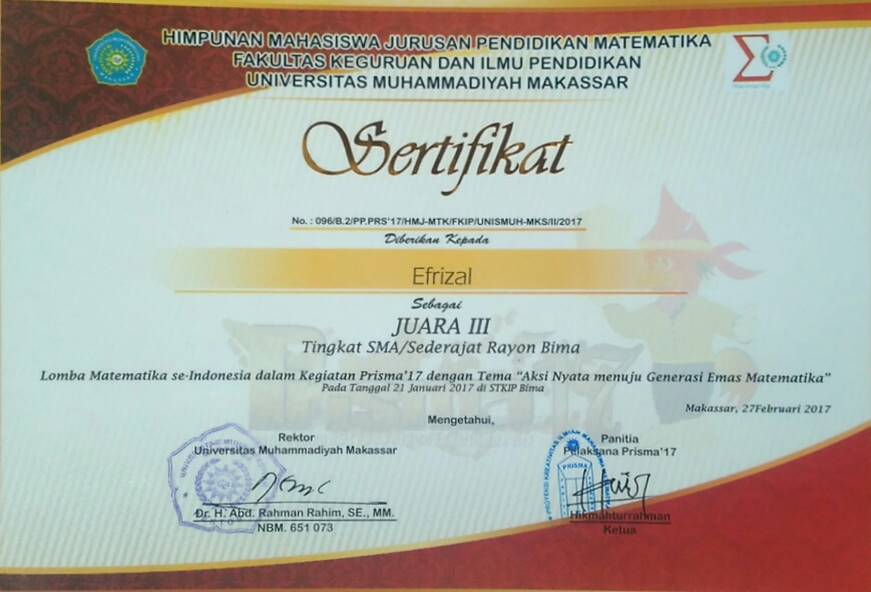 HIMPUNAN MAHASISWA JURUSAN PENDIDIKAN MATEMATIKA
FAKULTAS KEGURUAN DAN ILMU PENDIDIKAN
UNIVERSITAS MUHAMMADIYAH MAKASSAR
Sertifikat
No. : 096/B.2/PP.PRS'17/HMJ-MTK/FKIP/UNISMUH-MKS/II/2017
Diberikan Kepada
Efrizal
Sebagai
JUARA III
Tingkat SMA/Sederajat Rayon Bima
Lomba Matematika se-Indonesia dalam Kegiatan Prisma'17 dengan Tema “Aksi Nyata menuju Generasi Emas Matematika”
Pada Tanggal 21 Januari 2017 di STKIP Bima
Makassar, 27Februari 2017
Mengetahui,
Rektor
Universitas Muhammadiyah Makassar
Dr. H. Abd. Rahman Rahim, SE., MM.
NBM. 651 073
Panitia
Pelaksana Prisma'17
PRISMA
Hikmahturrahman
Ketua